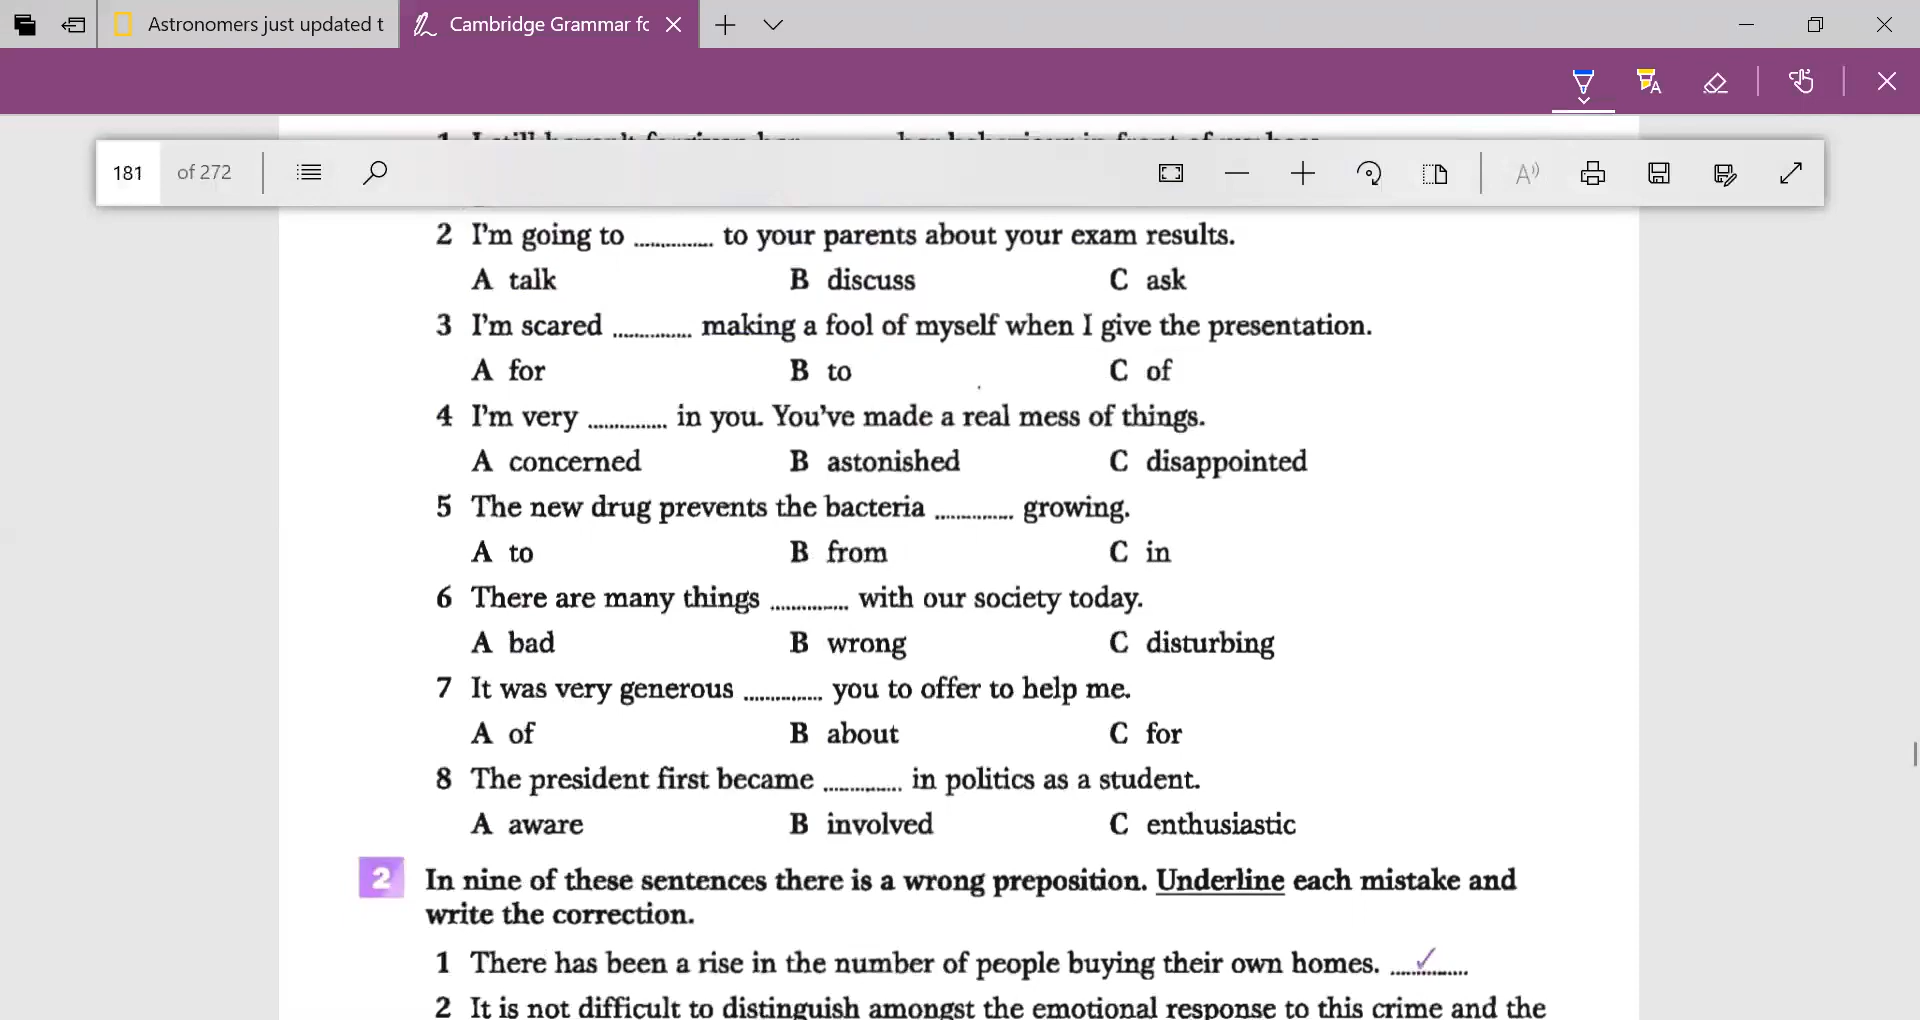 Astronomers just updated t
Cambridge Grammar fo
181 of 272
2 I'm going to ............. to your parents about your exam results.
A talk B discuss C ask
3 I'm scared ............. making a fool of myself when I give the presentation.
A for B to C of
4 I'm very ............. in you. You've made a real mess of things.
A concerned B astonished C disappointed
5 The new drug prevents the bacteria ............. growing.
A to B from C in
6 There are many things ............. with our society today.
A bad B wrong C disturbing
7 It was very generous ............. you to offer to help me.
A of B about C for
8 The president first became ............. in politics as a student.
A aware B involved C enthusiastic
2 In nine of these sentences there is a wrong preposition. Underline each mistake and
write the correction.
1 There has been a rise in the number of people buying their own homes. ....✓....
2 It is not difficult to distinguish amongst the emotional response to this crime and the